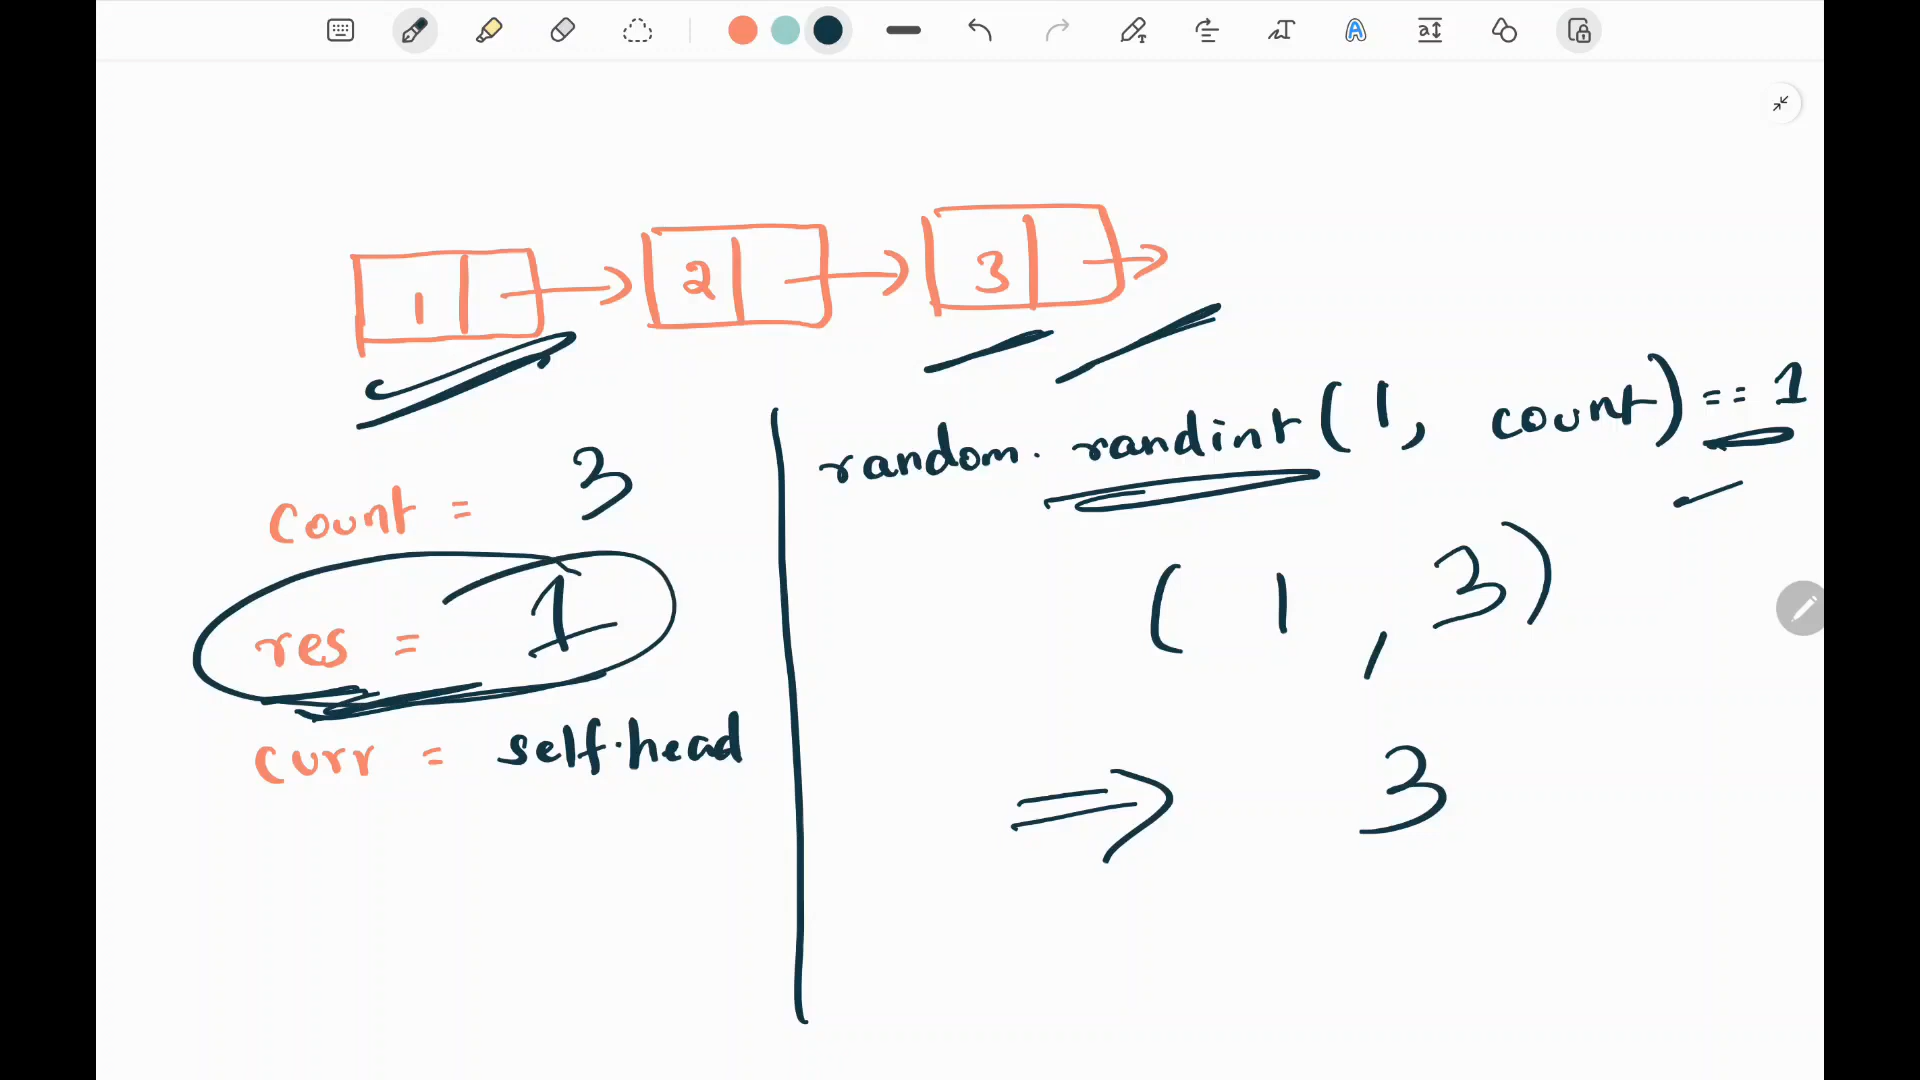 1 2 3
random.randint(1, count) == 1
count = 3
res = 1
curr = self.head
(1, 3)
⇒ 3